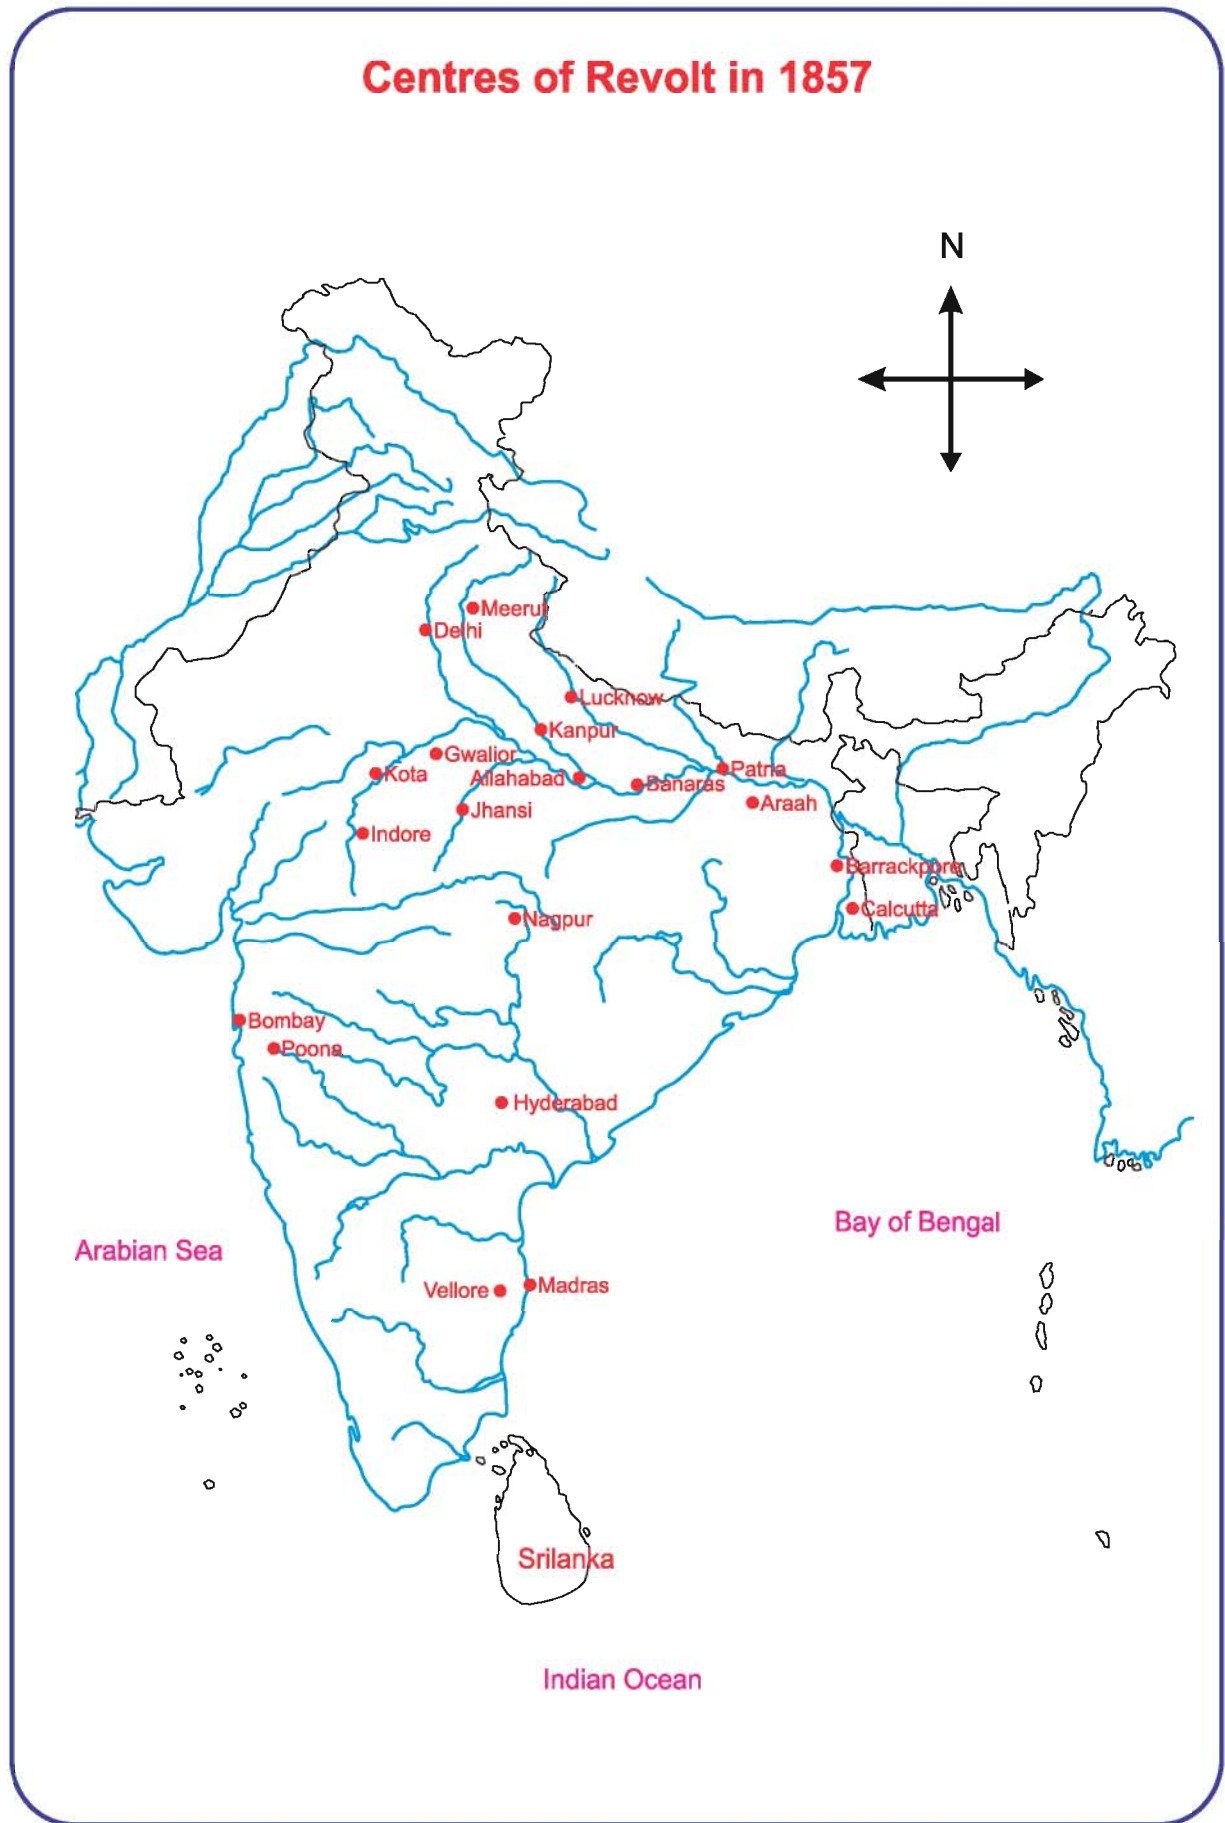 Centres of Revolt in 1857
N
Meerut
Delhi
Lucknow
Kanpur
Gwalior
Kota
Allahabad
Banaras
Patna
Araah
Jhansi
Indore
Barrackpore
Calcutta
Nagpur
Bombay
Poona
Hyderabad
Bay of Bengal
Arabian Sea
Vellore
Madras
Srilanka
Indian Ocean